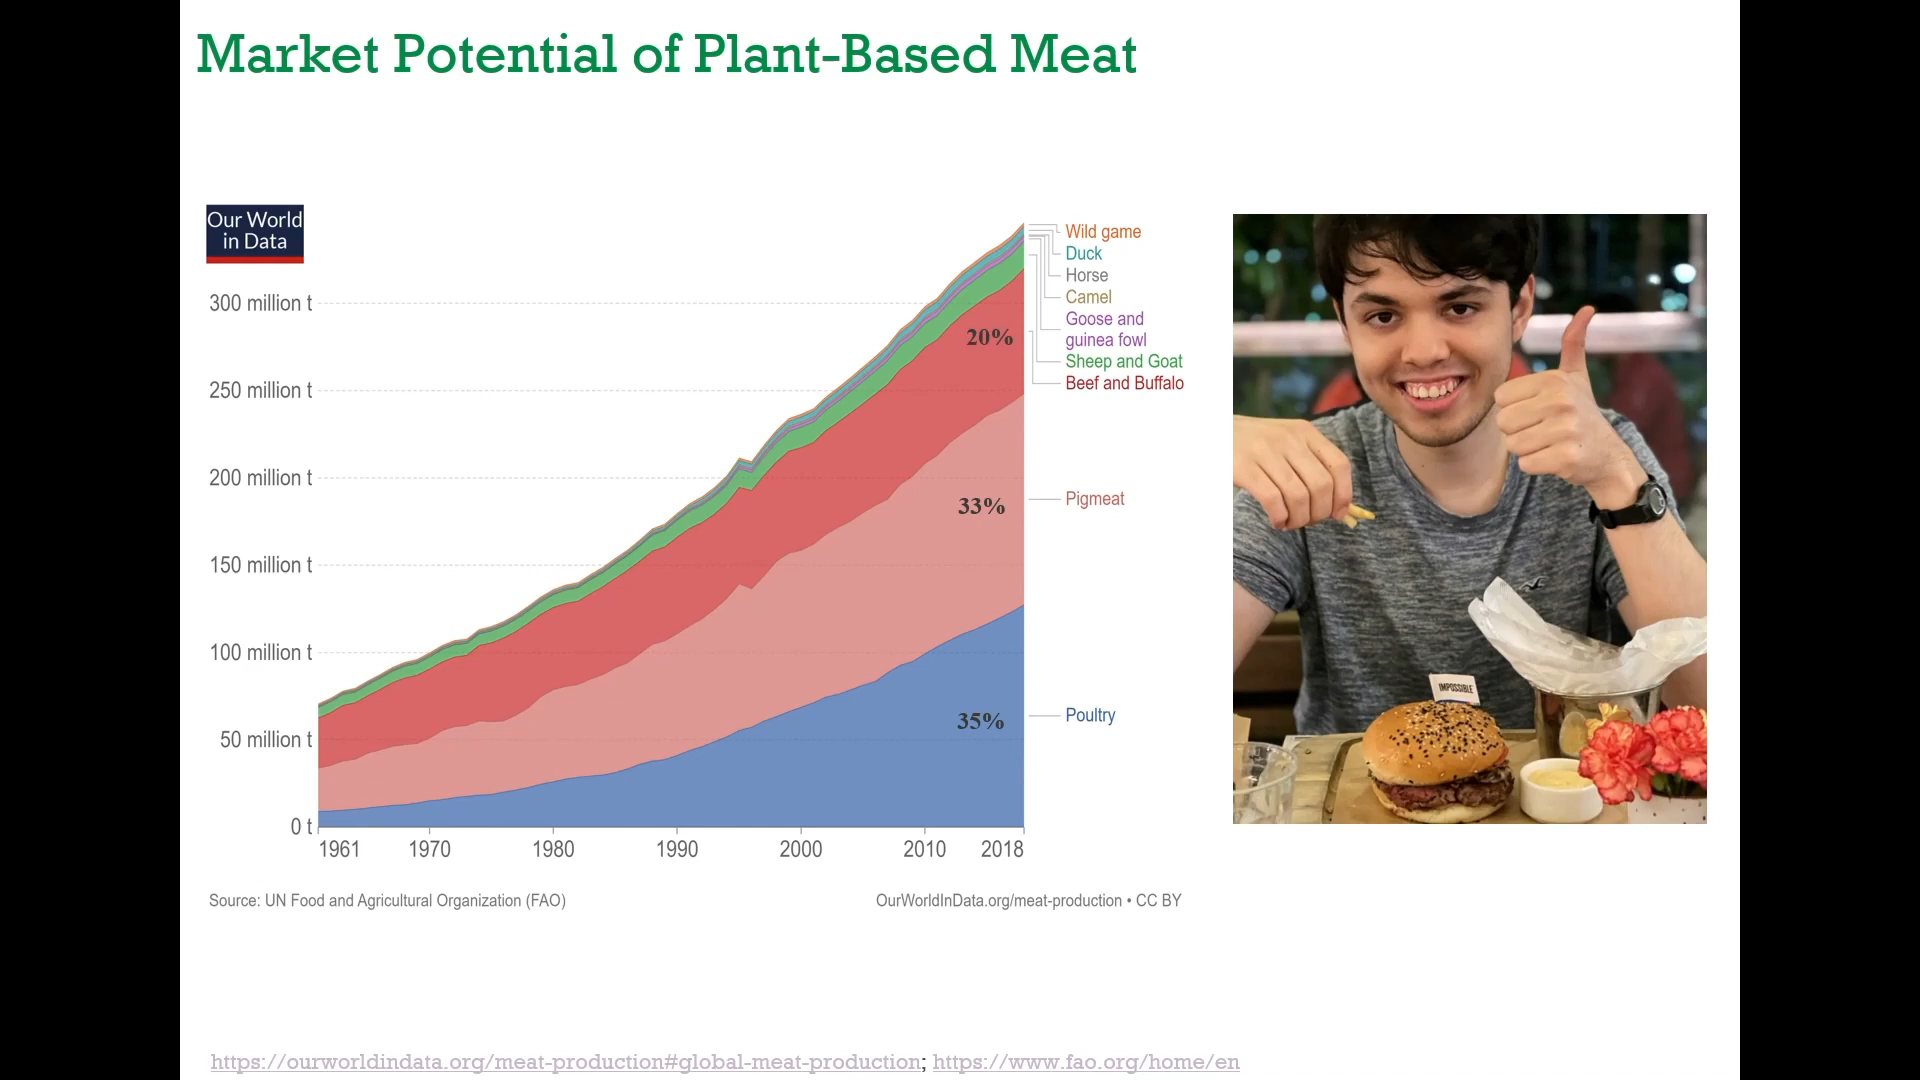 Market Potential of Plant-Based Meat
Our World
in Data
300 million t
250 million t
200 million t
150 million t
100 million t
50 million t
0 t
1961
1970
1980
1990
2000
2010
2018
20%
33%
35%
Wild game
Duck
Horse
Camel
Goose and
guinea fowl
Sheep and Goat
Beef and Buffalo
Pigmeat
Poultry
IMPOSSIBLE
Source: UN Food and Agricultural Organization (FAO)
OurWorldInData.org/meat-production • CC BY
https://ourworldindata.org/meat-production#global-meat-production; https://www.fao.org/home/en